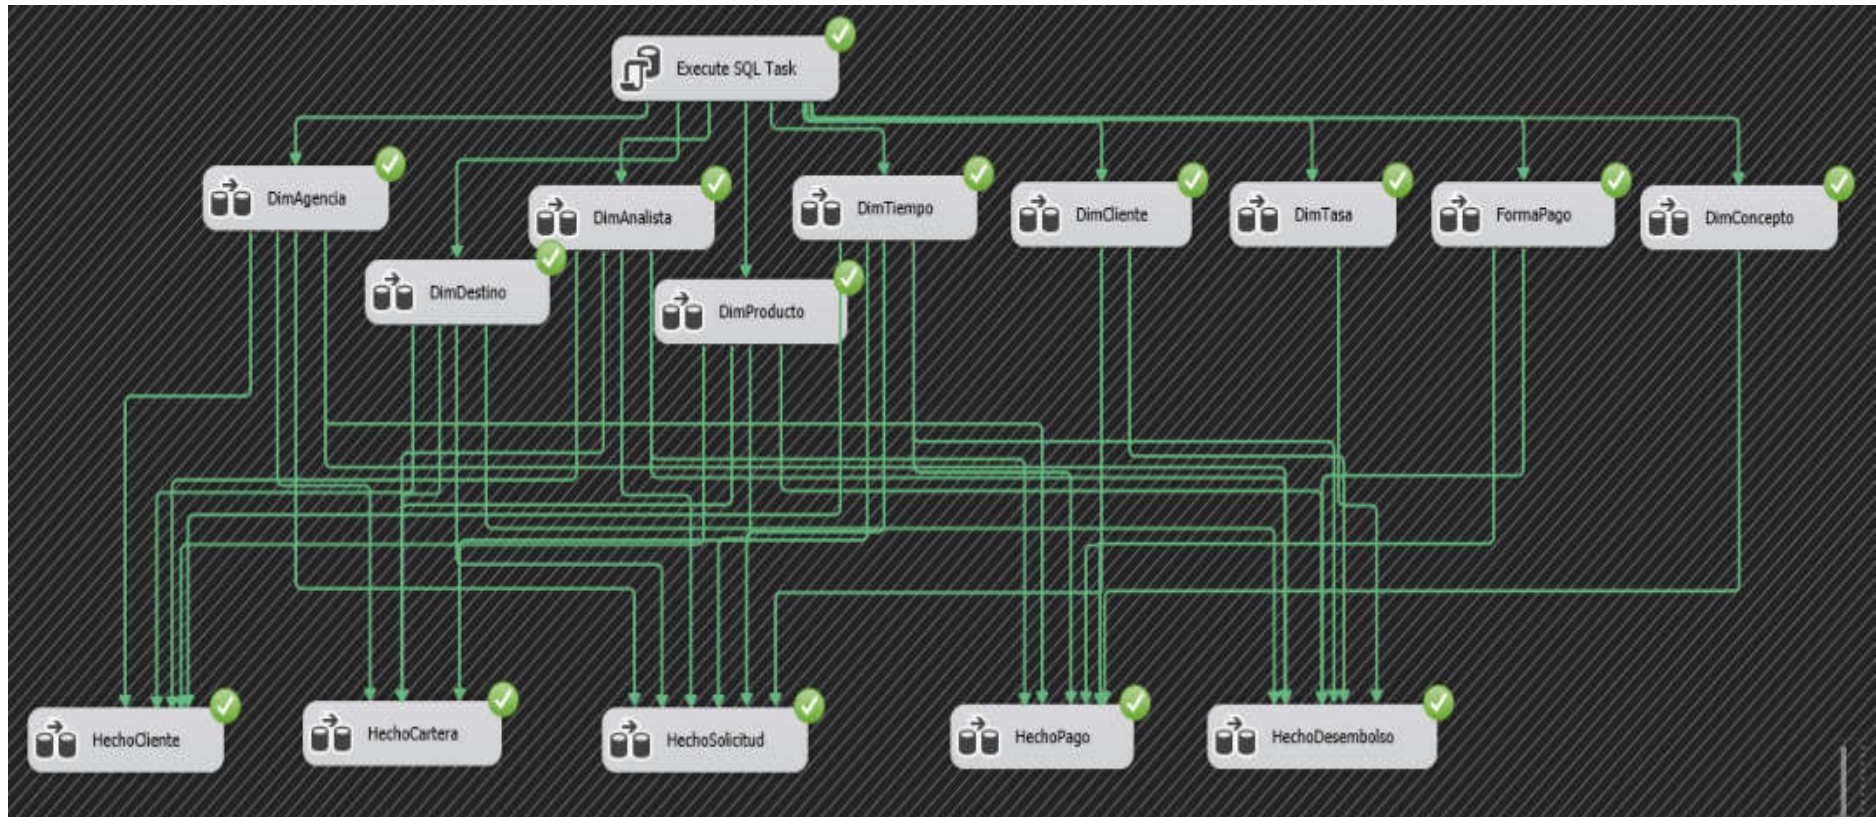 Execute SQL Task
DimAgencia
DimAnalista
DimTiempo
DimCliente
DimTasa
FormaPago
DimConcepto
DimDestino
DimProducto
HechoCliente
HechoCartera
HechoSolicitud
HechoPago
HechoDesembolso